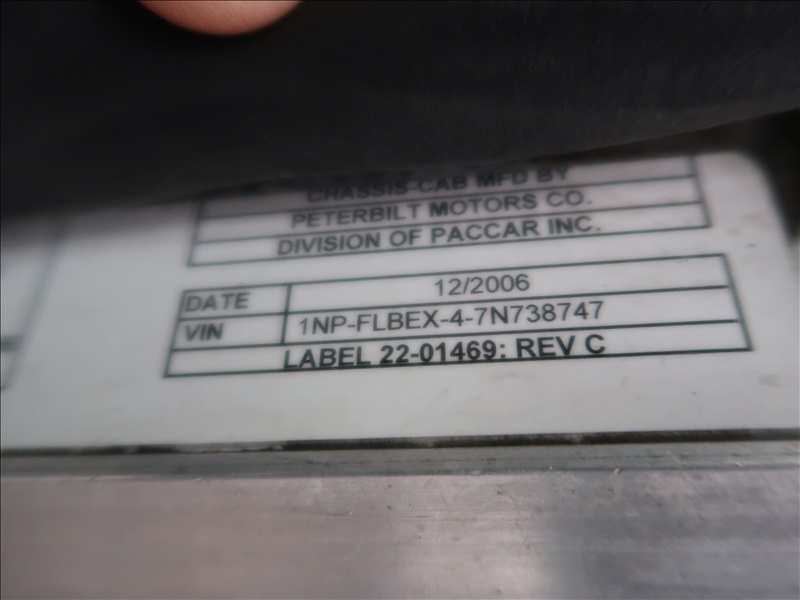 CHASSIS-CAB MFD BY
PETERBILT MOTORS CO.
DIVISION OF PACCAR INC.
DATE 12/2006
VIN 1NP-FLBEX-4-7N738747
LABEL 22-01469: REV C